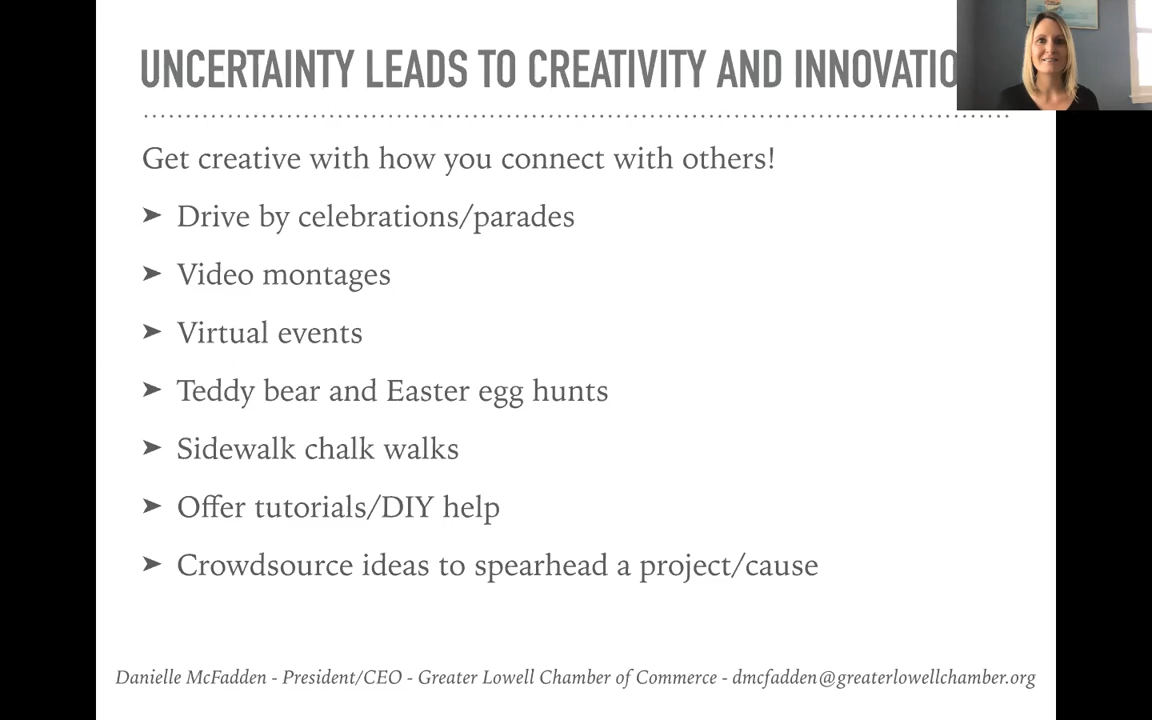 UNCERTAINTY LEADS TO CREATIVITY AND INNOVATIO
Get creative with how you connect with others!
➤ Drive by celebrations/parades
➤ Video montages
➤ Virtual events
➤ Teddy bear and Easter egg hunts
➤ Sidewalk chalk walks
➤ Offer tutorials/DIY help
➤ Crowdsource ideas to spearhead a project/cause
Danielle McFadden - President/CEO - Greater Lowell Chamber of Commerce - dmcfadden@greaterlowellchamber.org